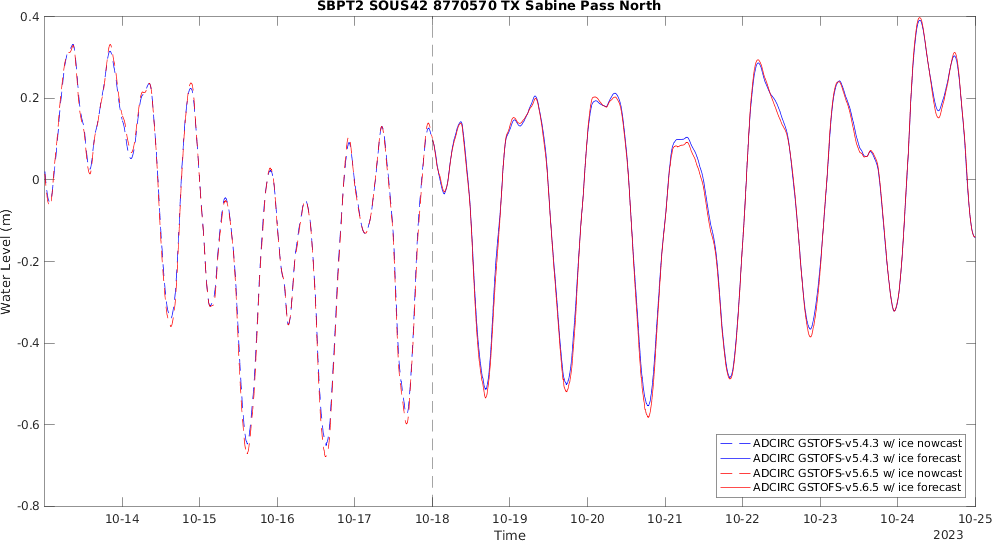 SBPT2 SOUS42 8770570 TX Sabine Pass North
0.4
0.2
0
-0.2
-0.4
-0.6
-0.8
Water Level (m)
ADCIRC GSTOFS-v5.4.3 w/ ice nowcast
ADCIRC GSTOFS-v5.4.3 w/ ice forecast
ADCIRC GSTOFS-v5.6.5 w/ ice nowcast
ADCIRC GSTOFS-v5.6.5 w/ ice forecast
10-14 10-15 10-16 10-17 10-18 10-19 10-20 10-21 10-22 10-23 10-24 10-25
Time
2023